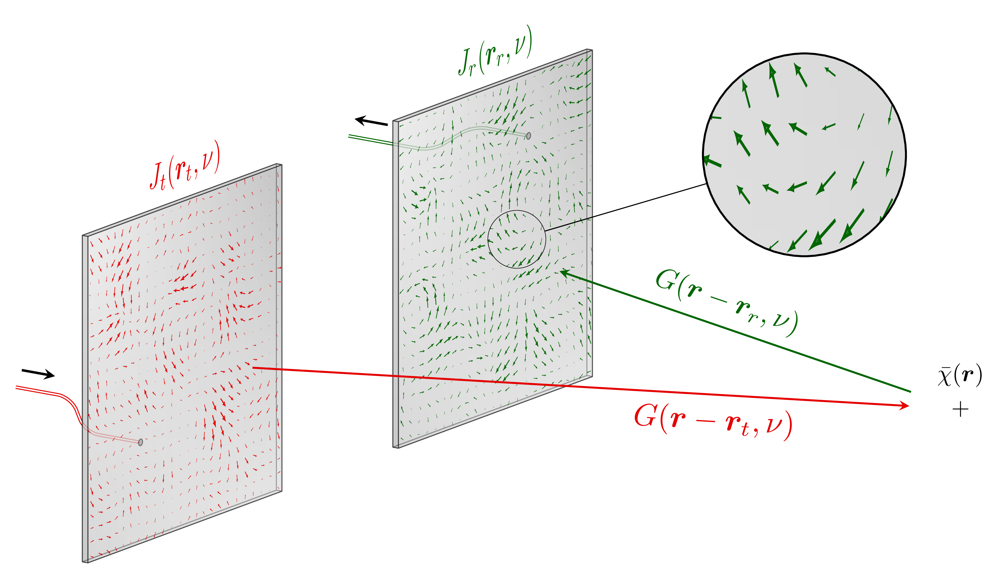 J_r(r_r, ν)
J_t(r_t, ν)
G(r − r_r, ν)
χ̄(r)
+
G(r − r_t, ν)